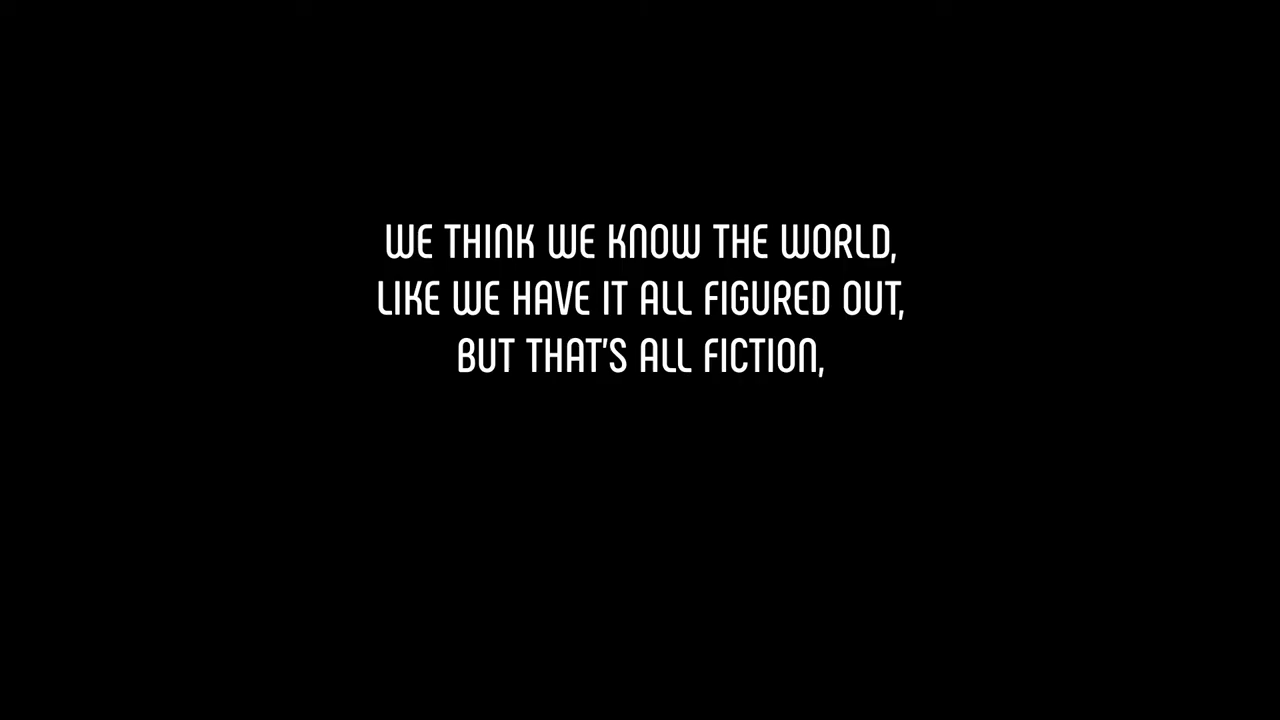 WE THINK WE KNOW THE WORLD,
LIKE WE HAVE IT ALL FIGURED OUT,
BUT THAT'S ALL FICTION,